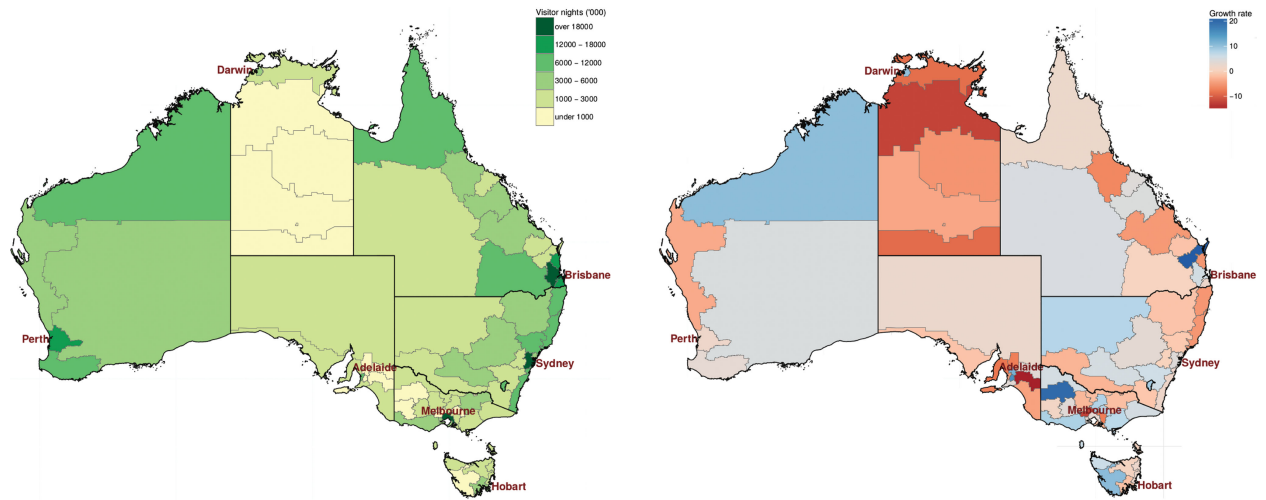 Visitor nights ('000)
over 18000
12000 – 18000
6000 – 12000
3000 – 6000
1000 – 3000
under 1000
Darwin
Brisbane
Perth
Sydney
Adelaide
Melbourne
Hobart
Growth rate
20
10
0
−10
Darwin
Brisbane
Perth
Sydney
Adelaide
Melbourne
Hobart